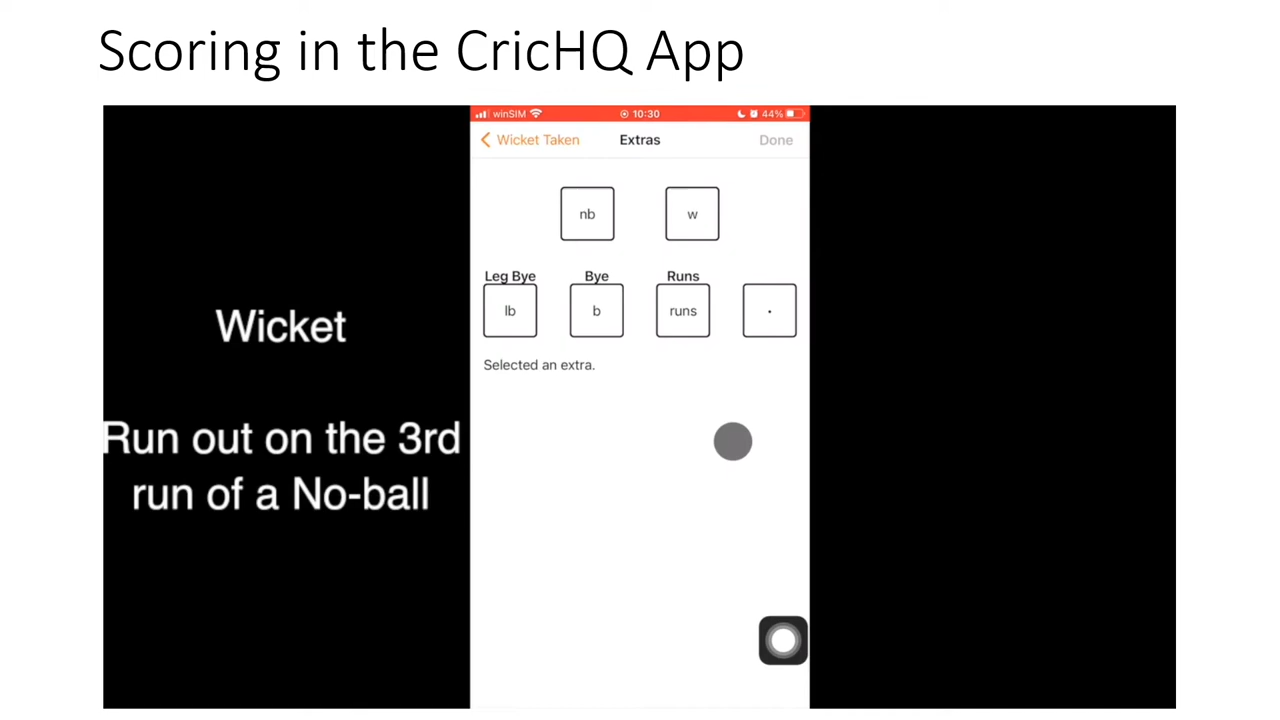 Scoring in the CricHQ App
winSIM 10:30 44%
Wicket Taken Extras Done
nb w
Leg Bye Bye Runs
lb b runs .
Selected an extra.
Wicket
Run out on the 3rd
run of a No-ball